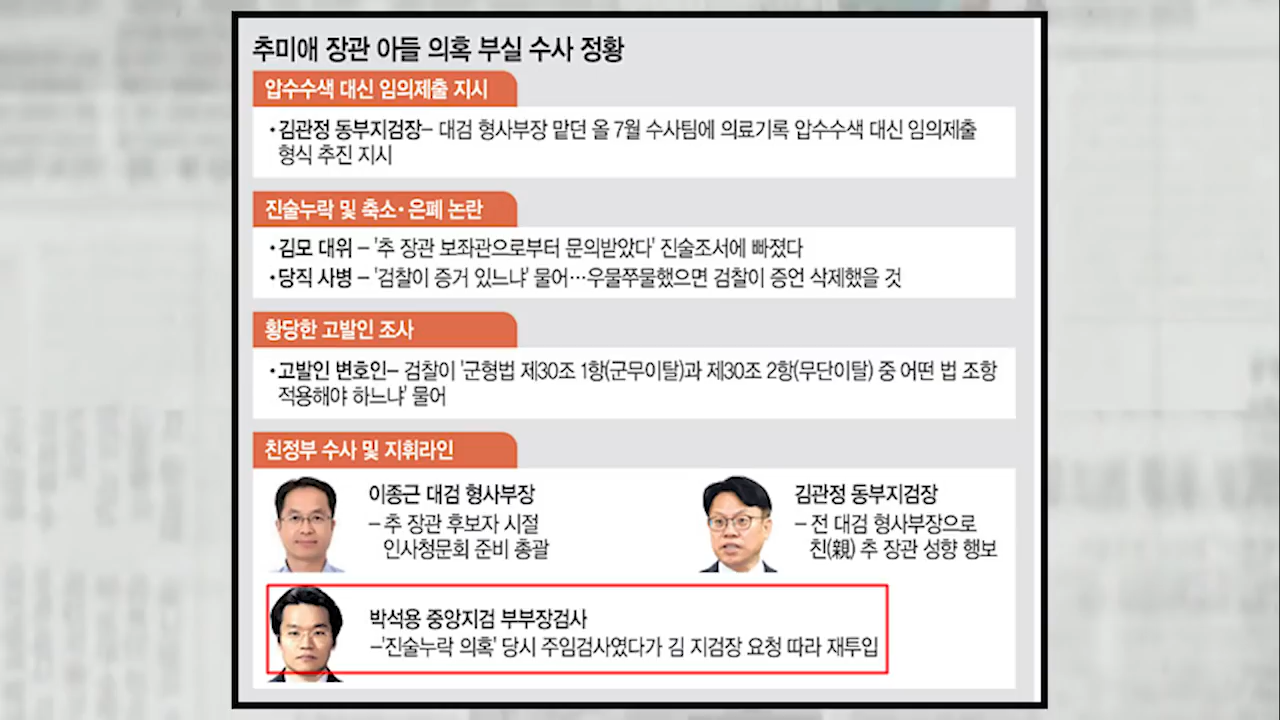 추미애 장관 아들 의혹 부실 수사 정황
압수수색 대신 임의제출 지시
·김관정 동부지검장– 대검 형사부장 맡던 올 7월 수사팀에 의료기록 압수수색 대신 임의제출
형식 추진 지시
진술누락 및 축소·은폐 논란
·김모 대위 – '추 장관 보좌관으로부터 문의받았다' 진술조서에 빠졌다
·당직 사병 – '검찰이 증거 있느냐' 물어…우물쭈물했으면 검찰이 증언 삭제했을 것
황당한 고발인 조사
·고발인 변호인– 검찰이 '군형법 제30조 1항(군무이탈)과 제30조 2항(무단이탈) 중 어떤 법 조항
적용해야 하느냐' 물어
친정부 수사 및 지휘라인
이종근 대검 형사부장
– 추 장관 후보자 시절
인사청문회 준비 총괄
김관정 동부지검장
– 전 대검 형사부장으로
친(親) 추 장관 성향 행보
박석용 중앙지검 부부장검사
–'진술누락 의혹' 당시 주임검사였다가 김 지검장 요청 따라 재투입